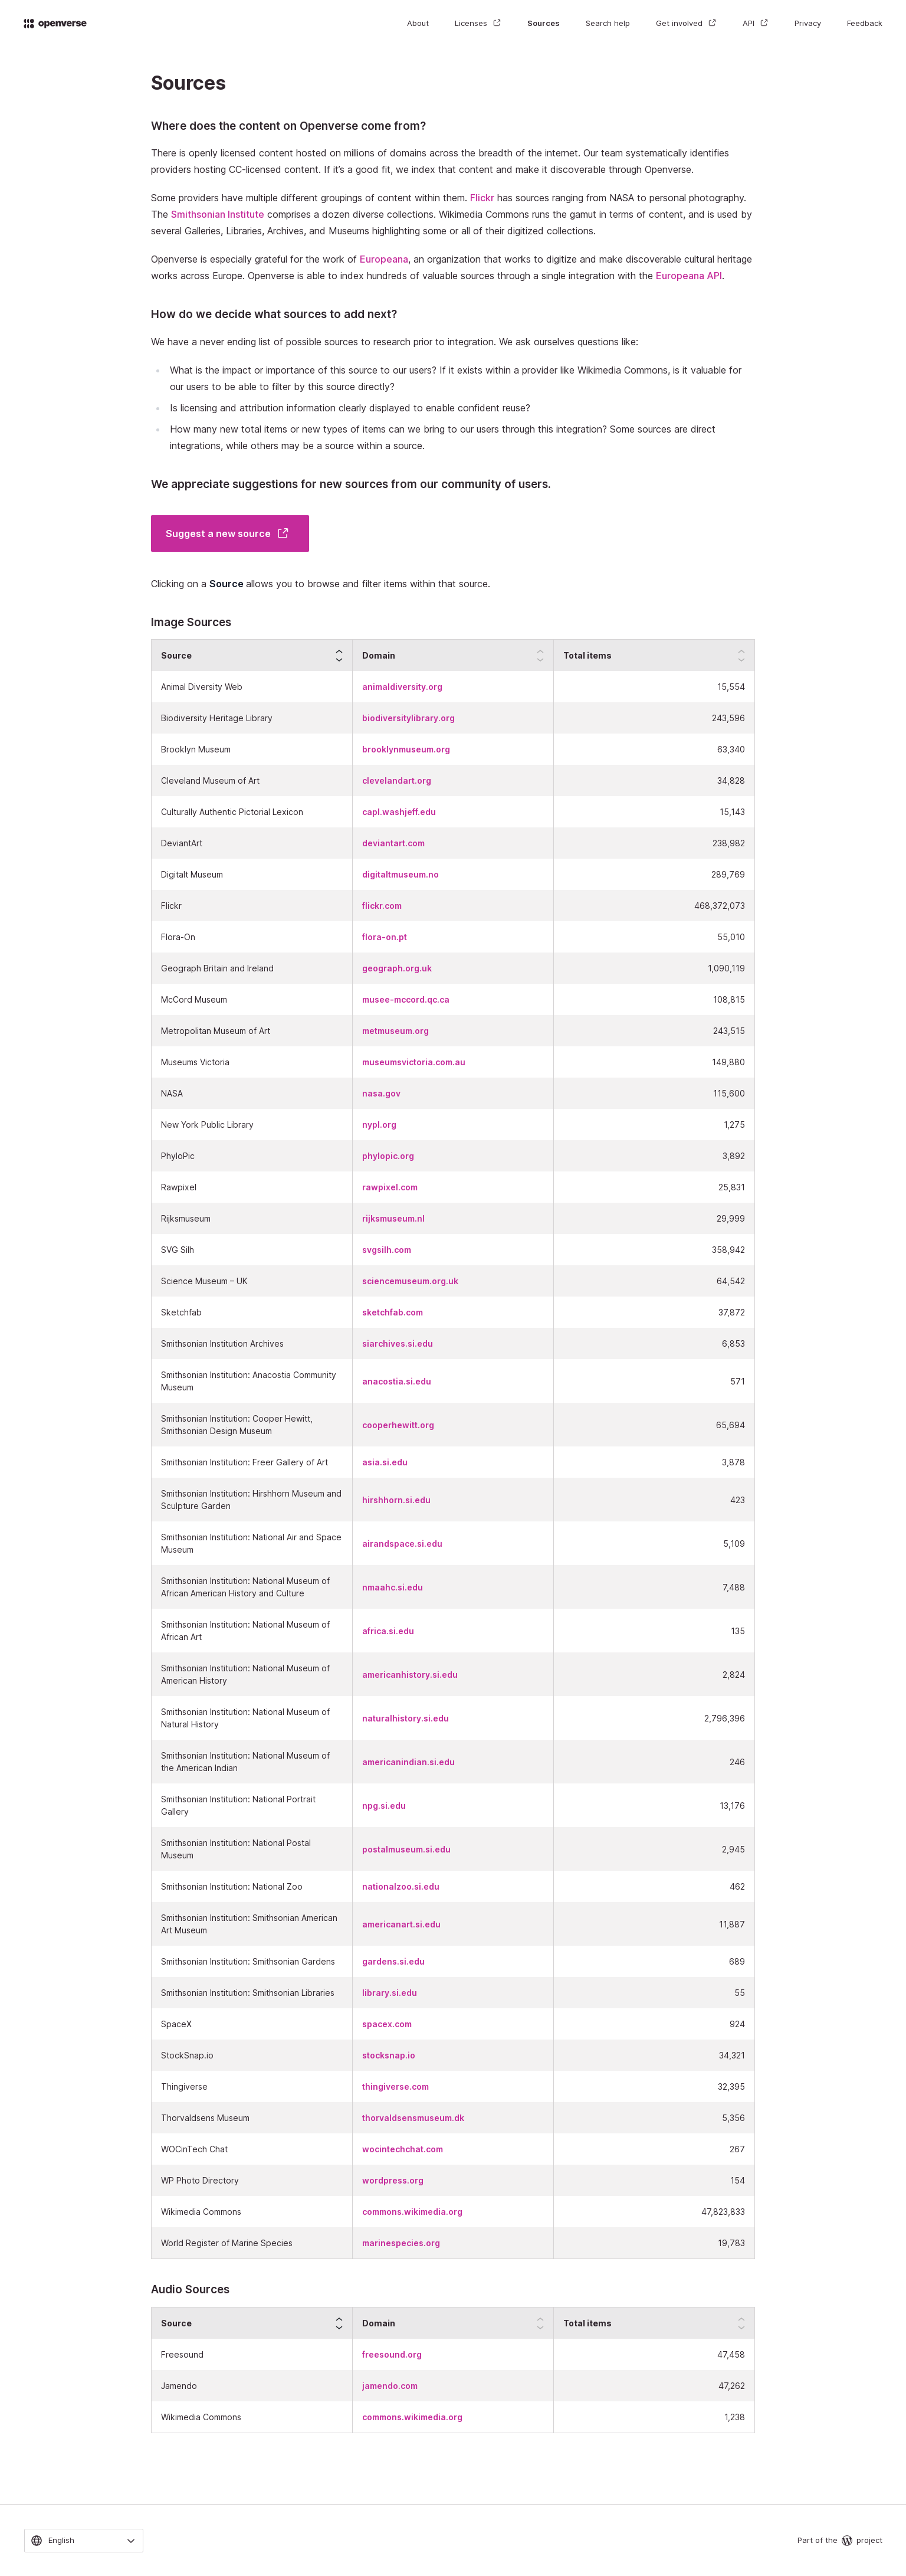 openverse
About
Licenses
Sources
Search help
Get involved
API
Privacy
Feedback
Sources
Where does the content on Openverse come from?
There is openly licensed content hosted on millions of domains across the breadth of the internet. Our team systematically identifies
providers hosting CC-licensed content. If it’s a good fit, we index that content and make it discoverable through Openverse.
Some providers have multiple different groupings of content within them. Flickr has sources ranging from NASA to personal photography.
The Smithsonian Institute comprises a dozen diverse collections. Wikimedia Commons runs the gamut in terms of content, and is used by
several Galleries, Libraries, Archives, and Museums highlighting some or all of their digitized collections.
Openverse is especially grateful for the work of Europeana, an organization that works to digitize and make discoverable cultural heritage
works across Europe. Openverse is able to index hundreds of valuable sources through a single integration with the Europeana API.
How do we decide what sources to add next?
We have a never ending list of possible sources to research prior to integration. We ask ourselves questions like:
What is the impact or importance of this source to our users? If it exists within a provider like Wikimedia Commons, is it valuable for
our users to be able to filter by this source directly?
Is licensing and attribution information clearly displayed to enable confident reuse?
How many new total items or new types of items can we bring to our users through this integration? Some sources are direct
integrations, while others may be a source within a source.
We appreciate suggestions for new sources from our community of users.
Suggest a new source
Clicking on a Source allows you to browse and filter items within that source.
Image Sources
Source Domain Total items
Animal Diversity Web animaldiversity.org 15,554
Biodiversity Heritage Library biodiversitylibrary.org 243,596
Brooklyn Museum brooklynmuseum.org 63,340
Cleveland Museum of Art clevelandart.org 34,828
Culturally Authentic Pictorial Lexicon capl.washjeff.edu 15,143
DeviantArt deviantart.com 238,982
Digitalt Museum digitaltmuseum.no 289,769
Flickr flickr.com 468,372,073
Flora-On flora-on.pt 55,010
Geograph Britain and Ireland geograph.org.uk 1,090,119
McCord Museum musee-mccord.qc.ca 108,815
Metropolitan Museum of Art metmuseum.org 243,515
Museums Victoria museumsvictoria.com.au 149,880
NASA nasa.gov 115,600
New York Public Library nypl.org 1,275
PhyloPic phylopic.org 3,892
Rawpixel rawpixel.com 25,831
Rijksmuseum rijksmuseum.nl 29,999
SVG Silh svgsilh.com 358,942
Science Museum – UK sciencemuseum.org.uk 64,542
Sketchfab sketchfab.com 37,872
Smithsonian Institution Archives siarchives.si.edu 6,853
Smithsonian Institution: Anacostia Community
Museum anacostia.si.edu 571
Smithsonian Institution: Cooper Hewitt,
Smithsonian Design Museum cooperhewitt.org 65,694
Smithsonian Institution: Freer Gallery of Art asia.si.edu 3,878
Smithsonian Institution: Hirshhorn Museum and
Sculpture Garden hirshhorn.si.edu 423
Smithsonian Institution: National Air and Space
Museum airandspace.si.edu 5,109
Smithsonian Institution: National Museum of
African American History and Culture nmaahc.si.edu 7,488
Smithsonian Institution: National Museum of
African Art africa.si.edu 135
Smithsonian Institution: National Museum of
American History americanhistory.si.edu 2,824
Smithsonian Institution: National Museum of
Natural History naturalhistory.si.edu 2,796,396
Smithsonian Institution: National Museum of
the American Indian americanindian.si.edu 246
Smithsonian Institution: National Portrait
Gallery npg.si.edu 13,176
Smithsonian Institution: National Postal
Museum postalmuseum.si.edu 2,945
Smithsonian Institution: National Zoo nationalzoo.si.edu 462
Smithsonian Institution: Smithsonian American
Art Museum americanart.si.edu 11,887
Smithsonian Institution: Smithsonian Gardens gardens.si.edu 689
Smithsonian Institution: Smithsonian Libraries library.si.edu 55
SpaceX spacex.com 924
StockSnap.io stocksnap.io 34,321
Thingiverse thingiverse.com 32,395
Thorvaldsens Museum thorvaldsensmuseum.dk 5,356
WOCinTech Chat wocintechchat.com 267
WP Photo Directory wordpress.org 154
Wikimedia Commons commons.wikimedia.org 47,823,833
World Register of Marine Species marinespecies.org 19,783
Audio Sources
Source Domain Total items
Freesound freesound.org 47,458
Jamendo jamendo.com 47,262
Wikimedia Commons commons.wikimedia.org 1,238
English
Part of the project